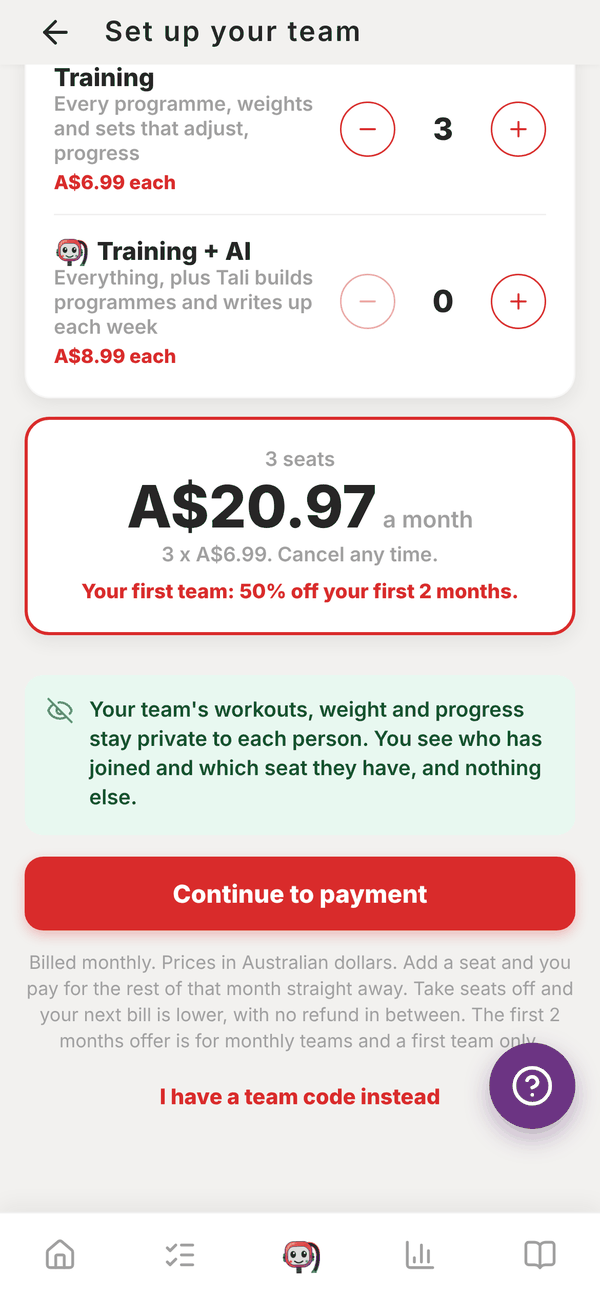 Set up your team
Training
Every programme, weights
and sets that adjust,
progress
A$6.99 each
3
Training + AI
Everything, plus Tali builds
programmes and writes up
each week
A$8.99 each
0
3 seats
A$20.97 a month
3 x A$6.99. Cancel any time.
Your first team: 50% off your first 2 months.
Your team's workouts, weight and progress
stay private to each person. You see who has
joined and which seat they have, and nothing
else.
Continue to payment
Billed monthly. Prices in Australian dollars. Add a seat and you
pay for the rest of that month straight away. Take seats off and
your next bill is lower, with no refund in between. The first 2
months offer is for monthly teams and a first team only.
I have a team code instead